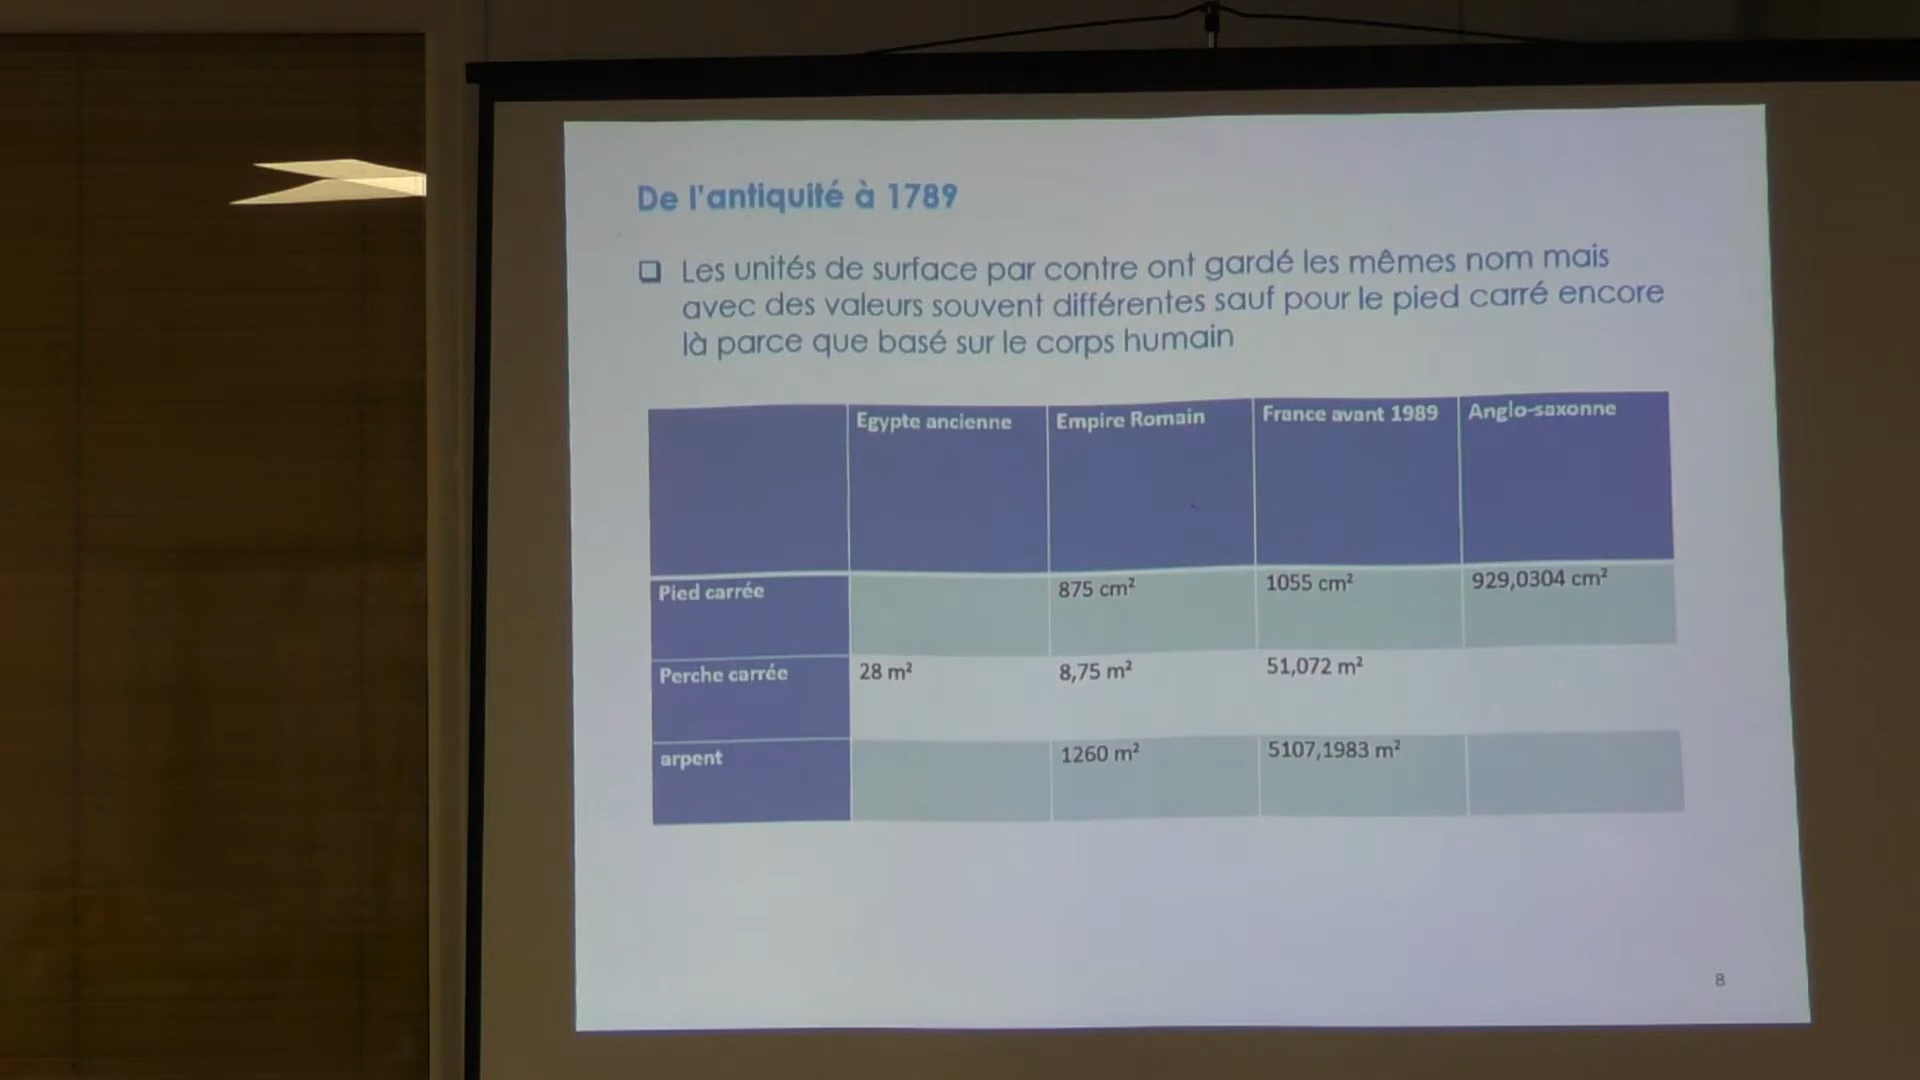 De l'antiquité à 1789
Les unités de surface par contre ont gardé les mêmes nom mais
avec des valeurs souvent différentes sauf pour le pied carré encore
là parce que basé sur le corps humain
Egypte ancienne Empire Romain France avant 1989 Anglo-saxonne
Pied carrée 875 cm² 1055 cm² 929,0304 cm²
Perche carrée 28 m² 8,75 m² 51,072 m²
arpent 1260 m² 5107,1983 m²
8